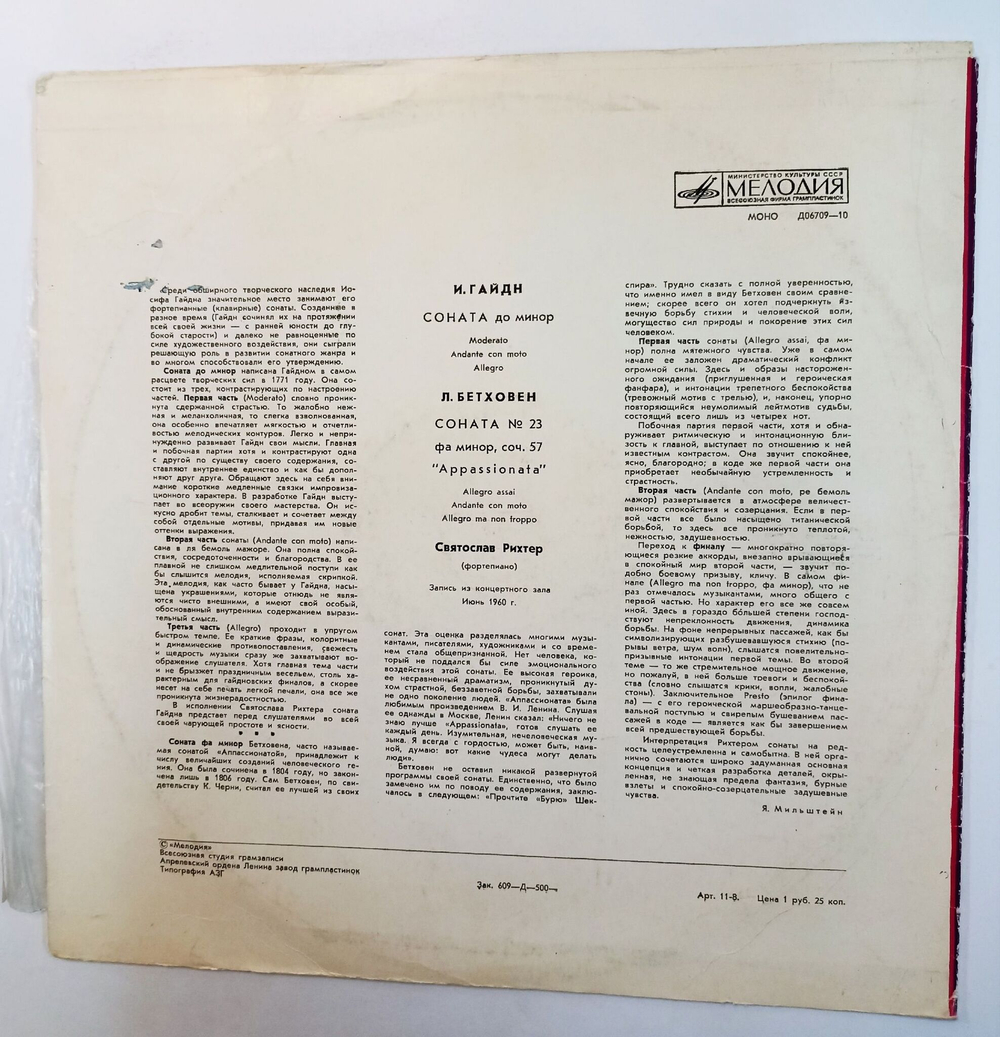 МИНИСТЕРСТВО КУЛЬТУРЫ СССР
МЕЛОДИЯ
ВСЕСОЮЗНАЯ ФИРМА ГРАМПЛАСТИНОК
МОНО Д06709—10
Среди обширного творческого наследия Ио-
сифа Гайдна значительное место занимают его
фортепианные (клавирные) сонаты. Созданные в
разное время (Гайдн сочинял их на протяжении
всей своей жизни — с ранней юности до глу-
бокой старости) и далеко не равноценные по
силе художественного воздействия, они сыграли
решающую роль в развитии сонатного жанра и
во многом способствовали его утверждению.
Соната до минор написана Гайдном в самом
расцвете творческих сил в 1771 году. Она со-
стоит из трех, контрастирующих по настроению
частей. Первая часть (Moderato) словно проник-
нута сдержанной страстью. То жалобно неж-
ная и меланхоличная, то слегка взволнованная,
она особенно впечатляет мягкостью и отчетли-
востью мелодических контуров. Легко и непри-
нужденно развивает Гайдн свои мысли. Главная
и побочная партии хотя и контрастируют одна
с другой по существу своего содержания, со-
ставляют внутреннее единство и как бы допол-
няют друг друга. Обращают здесь на себя вни-
мание короткие медленные связки импровиза-
ционного характера. В разработке Гайдн высту-
пает во всеоружии своего мастерства. Он ис-
кусно дробит темы, сталкивает и сочетает между
собой отдельные мотивы, придавая им новые
оттенки выражения.
Вторая часть сонаты (Andante con moto) напи-
сана в ля бемоль мажоре. Она полна спокой-
ствия, сосредоточенности и благородства. В ее
плавной не слишком медлительной поступи как
бы слышится мелодия, исполняемая скрипкой.
Эта мелодия, как часто бывает у Гайдна, насы-
щена украшениями, которые отнюдь не явля-
ются чисто внешними, а имеют свой особый,
обоснованный внутренним содержанием вырази-
тельный смысл.
Третья часть (Allegro) проходит в упругом
быстром темпе. Ее краткие фразы, колоритные
и динамические противопоставления, свежесть
и щедрость музыки сразу же захватывают во-
ображение слушателя. Хотя главная тема части
и не брызжет праздничным весельем, столь ха-
рактерным для гайдновских финалов, а скорее
несет на себе печать легкой печали, она все же
проникнута жизнерадостностью.
В исполнении Святослава Рихтера соната
Гайдна предстает перед слушателями во всей
своей чарующей простоте и ясности.
* * *
Соната фа минор Бетховена, часто называе-
мая сонатой «Аппассионатой», принадлежит к
числу величайших созданий человеческого ге-
ния. Она была сочинена в 1804 году, но закон-
чена лишь в 1806 году. Сам Бетховен, по сви-
детельству К. Черни, считал ее лучшей из своих
И. ГАЙДН
СОНАТА до минор
Moderato
Andante con moto
Allegro
Л. БЕТХОВЕН
СОНАТА № 23
фа минор, соч. 57
"Appassionata"
Allegro assai
Andante con moto
Allegro ma non troppo
Святослав Рихтер
(фортепиано)
Запись из концертного зала
Июнь 1960 г.
сонат. Эта оценка разделялась многими музы-
кантами, писателями, художниками и со време-
нем стала общепризнанной. Нет человека, ко-
торый не поддался бы силе эмоционального
воздействия этой сонаты. Ее высокая героика,
ее несравненный драматизм, проникнутый ду-
хом страстной, беззаветной борьбы, захватывали
не одно поколение людей. «Аппассионата» была
любимым произведением В. И. Ленина. Слушая
ее однажды в Москве, Ленин сказал: «Ничего не
знаю лучше «Appassionata», готов слушать ее
каждый день. Изумительная, нечеловеческая му-
зыка. Я всегда с гордостью, может быть, наив-
ной, думаю: вот какие чудеса могут делать
люди».
Бетховен не оставил никакой развернутой
программы своей сонаты. Единственно, что было
замечено им по поводу ее содержания, заклю-
чалось в следующем: «Прочтите «Бурю» Шек-
спира». Трудно сказать с полной уверенностью,
что именно имел в виду Бетховен своим сравне-
нием; скорее всего он хотел подчеркнуть из-
вечную борьбу стихии и человеческой воли,
могущество сил природы и покорение этих сил
человеком.
Первая часть сонаты (Allegro assai, фа ми-
нор) полна мятежного чувства. Уже в самом
начале ее заложен драматический конфликт
огромной силы. Здесь и образы насторожен-
ного ожидания (приглушенная и героическая
фанфара), и интонации трепетного беспокойства
(тревожный мотив с трелью), и, наконец, упорно
повторяющийся неумолимый лейтмотив судьбы,
состоящий всего лишь из четырех нот.
Побочная партия первой части, хотя и обна-
руживает ритмическую и интонационную бли-
зость к главной, выступает по отношению к ней
известным контрастом. Она звучит спокойнее,
ясно, благородно; в коде же первой части она
приобретает необычайную устремленность и
страстность.
Вторая часть (Andante con moto, ре бемоль
мажор) развертывается в атмосфере величест-
венного спокойствия и созерцания. Если в пер-
вой части все было насыщено титанической
борьбой, то здесь все проникнуто теплотой,
нежностью, задушевностью.
Переход к финалу — многократно повторя-
ющиеся резкие аккорды, внезапно врывающиеся
в спокойный мир второй части, — звучит по-
добно боевому призыву, кличу. В самом фи-
нале (Allegro ma non troppo, фа минор), что не
раз отмечалось музыкантами, много общего с
первой частью. Но характер его все же совсем
иной. Здесь в гораздо большей степени господ-
ствуют непреклонность движения, динамика
борьбы. На фоне непрерывных пассажей, как бы
символизирующих разбушевавшуюся стихию (по-
рывы ветра, шум волн), слышатся повелительно-
призывные интонации первой темы. Во второй
теме — то же стремительное мощное движение,
но пожалуй, в ней больше тревоги и беспокой-
ства (словно слышатся крики, вопли, жалобные
стоны). Заключительное Presto (эпилог фина-
ла) — с его героической маршеобразно-танце-
вальной поступью и свирепым бушеванием пас-
сажей в коде — является как бы завершением
всей предшествующей борьбы.
Интерпретация Рихтером сонаты на ред-
кость целеустремленна и самобытна. В ней орга-
нично сочетаются широко задуманная основная
концепция и четкая разработка деталей, окры-
ленная, не знающая предела фантазия, бурные
взлеты и спокойно-созерцательные задушевные
чувства.
Я. Мильштейн
© «Мелодия»
Всесоюзная студия грамзаписи
Апрелевский ордена Ленина завод грампластинок
Типография АЗГ
Зак. 609—Д—500—
Арт. 11-8. Цена 1 руб. 25 коп.